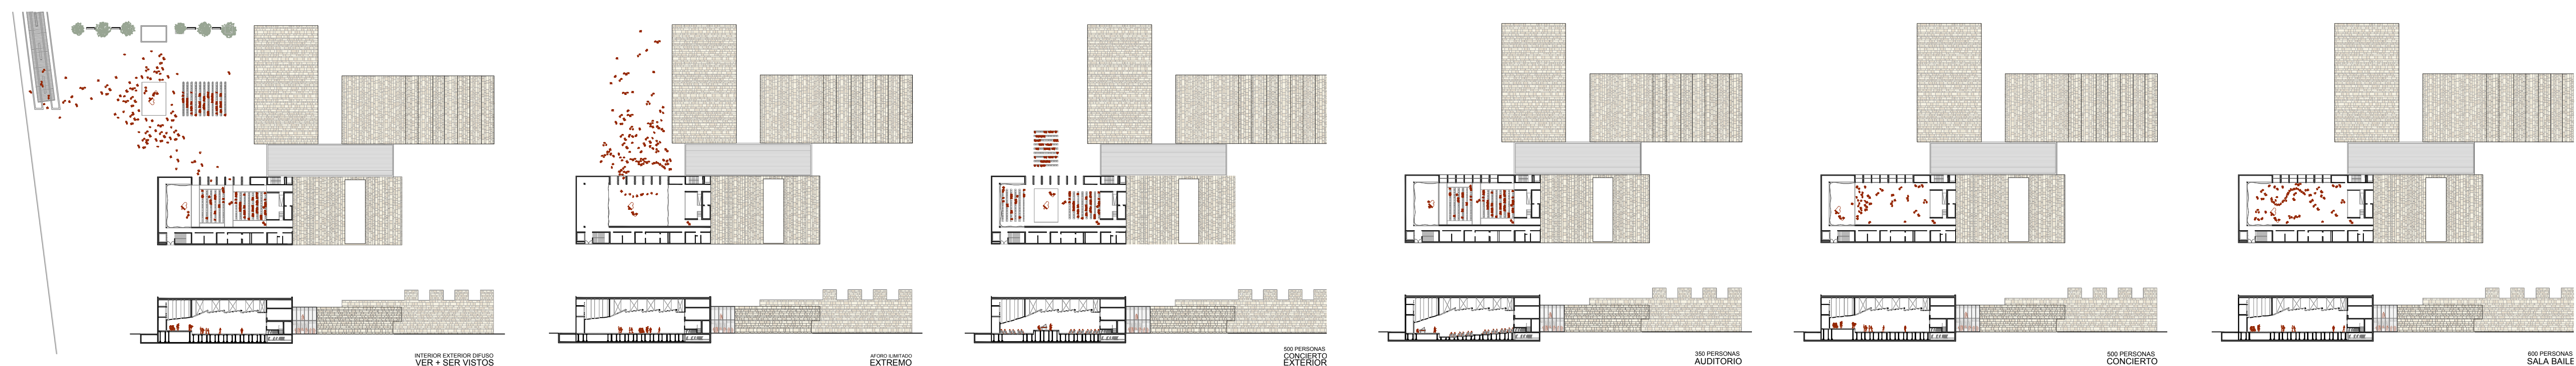 INTERIOR EXTERIOR DIFUSO
VER + SER VISTOS
AFORO ILIMITADO
EXTREMO
500 PERSONAS
CONCIERTO
EXTERIOR
350 PERSONAS
AUDITORIO
500 PERSONAS
CONCIERTO
600 PERSONAS
SALA BAILE